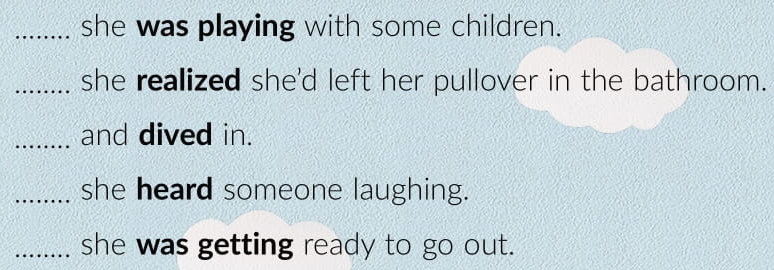 ........ she was playing with some children.
........ she realized she’d left her pullover in the bathroom.
........ and dived in.
........ she heard someone laughing.
........ she was getting ready to go out.